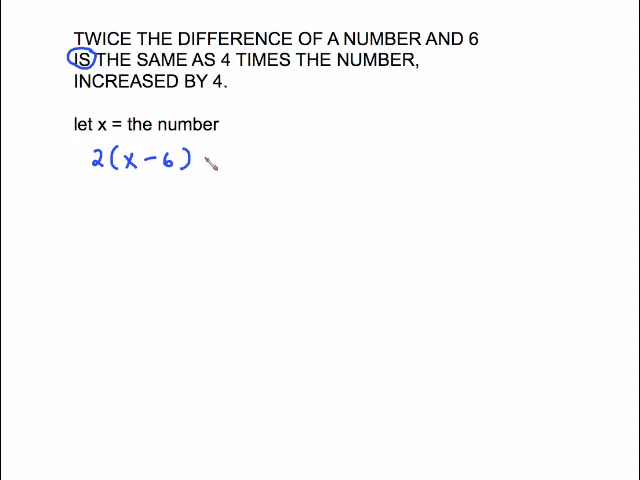 TWICE THE DIFFERENCE OF A NUMBER AND 6
IS THE SAME AS 4 TIMES THE NUMBER,
INCREASED BY 4.
let x = the number
2(x-6)